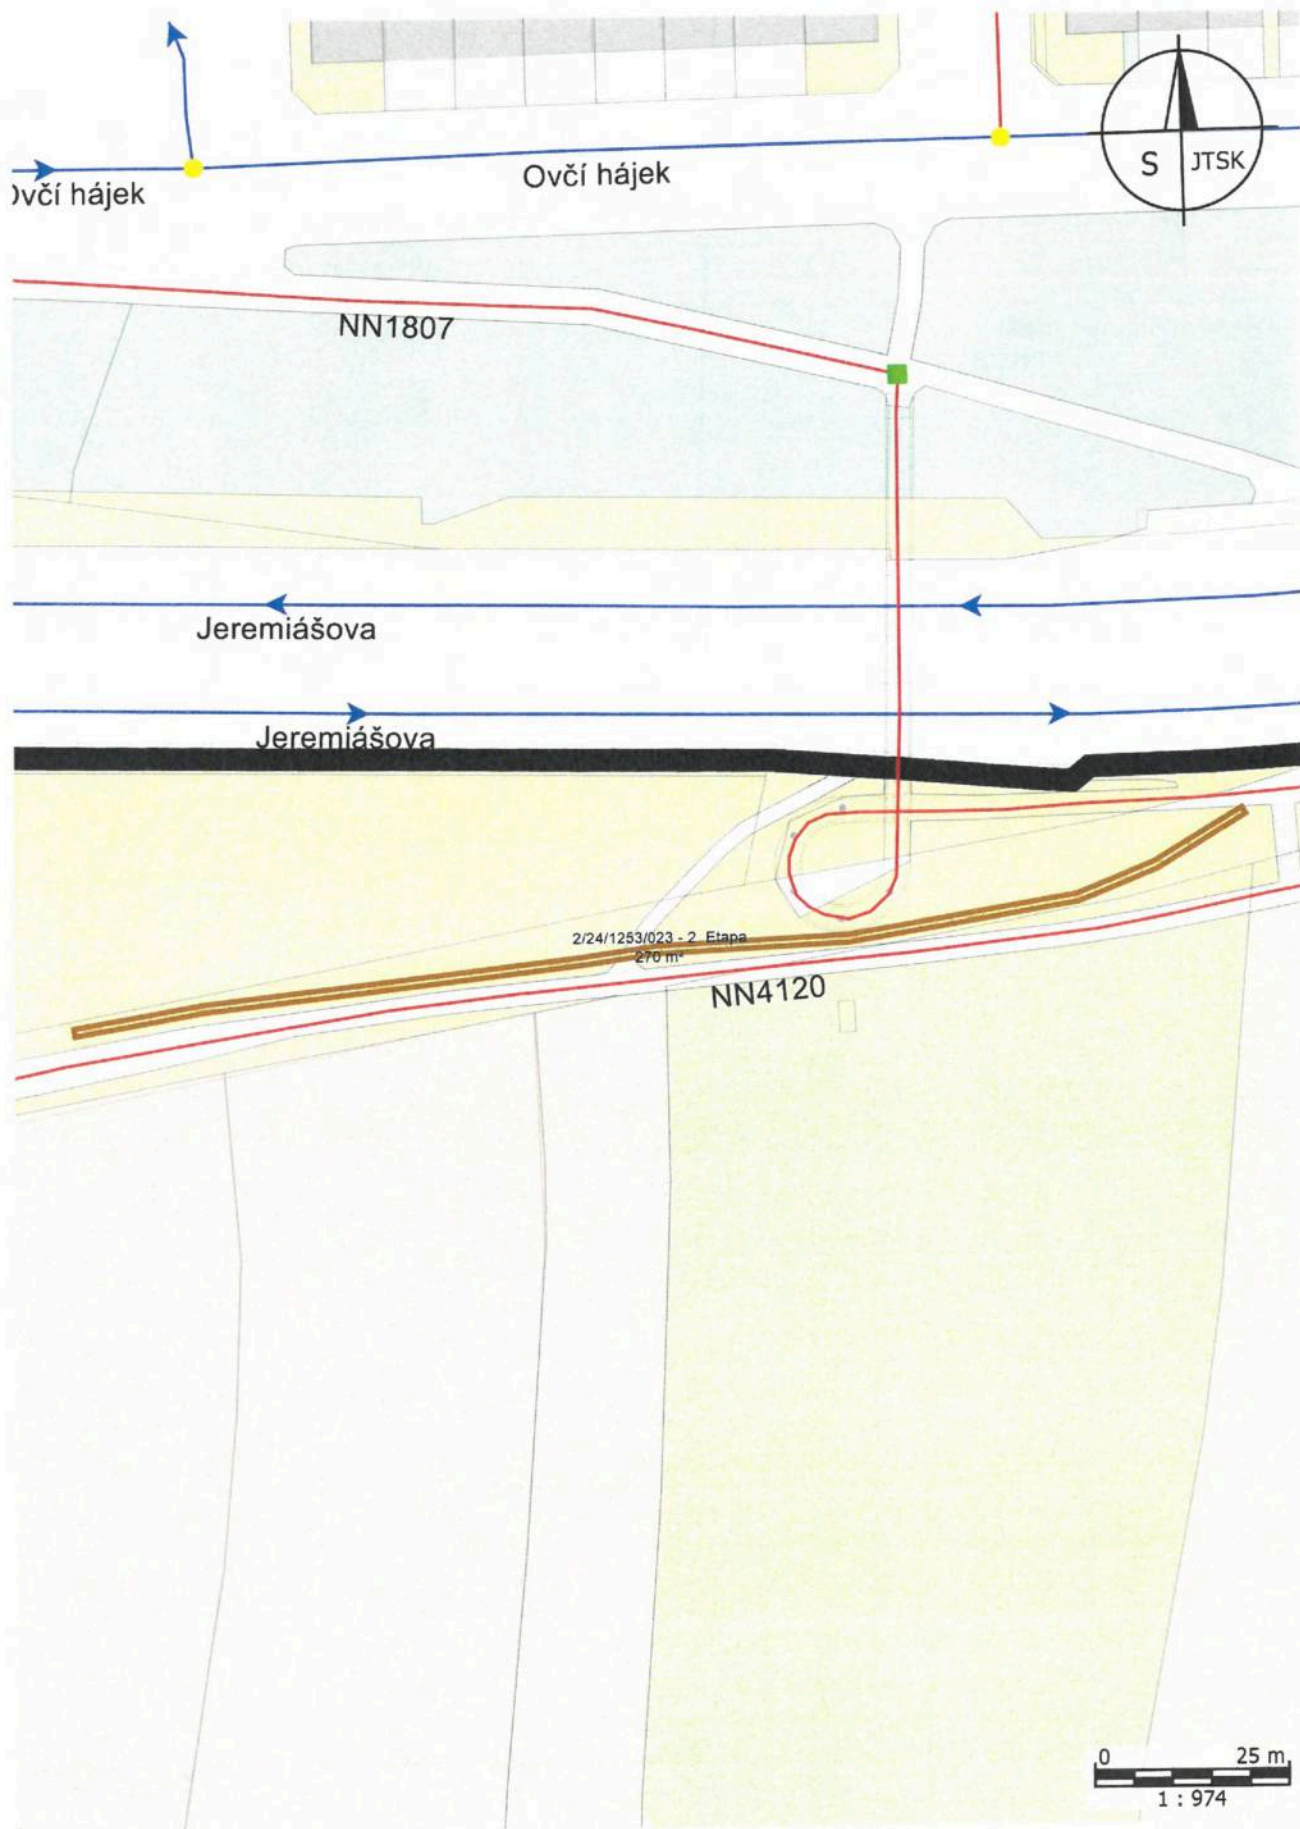 Ovčí hájek
S JTSK
Ovčí hájek
NN1807
Jeremiášova
Jeremiášova
2/24/1253/023 - 2 Etapa
270 m²
NN4120
0 25 m
1 : 974